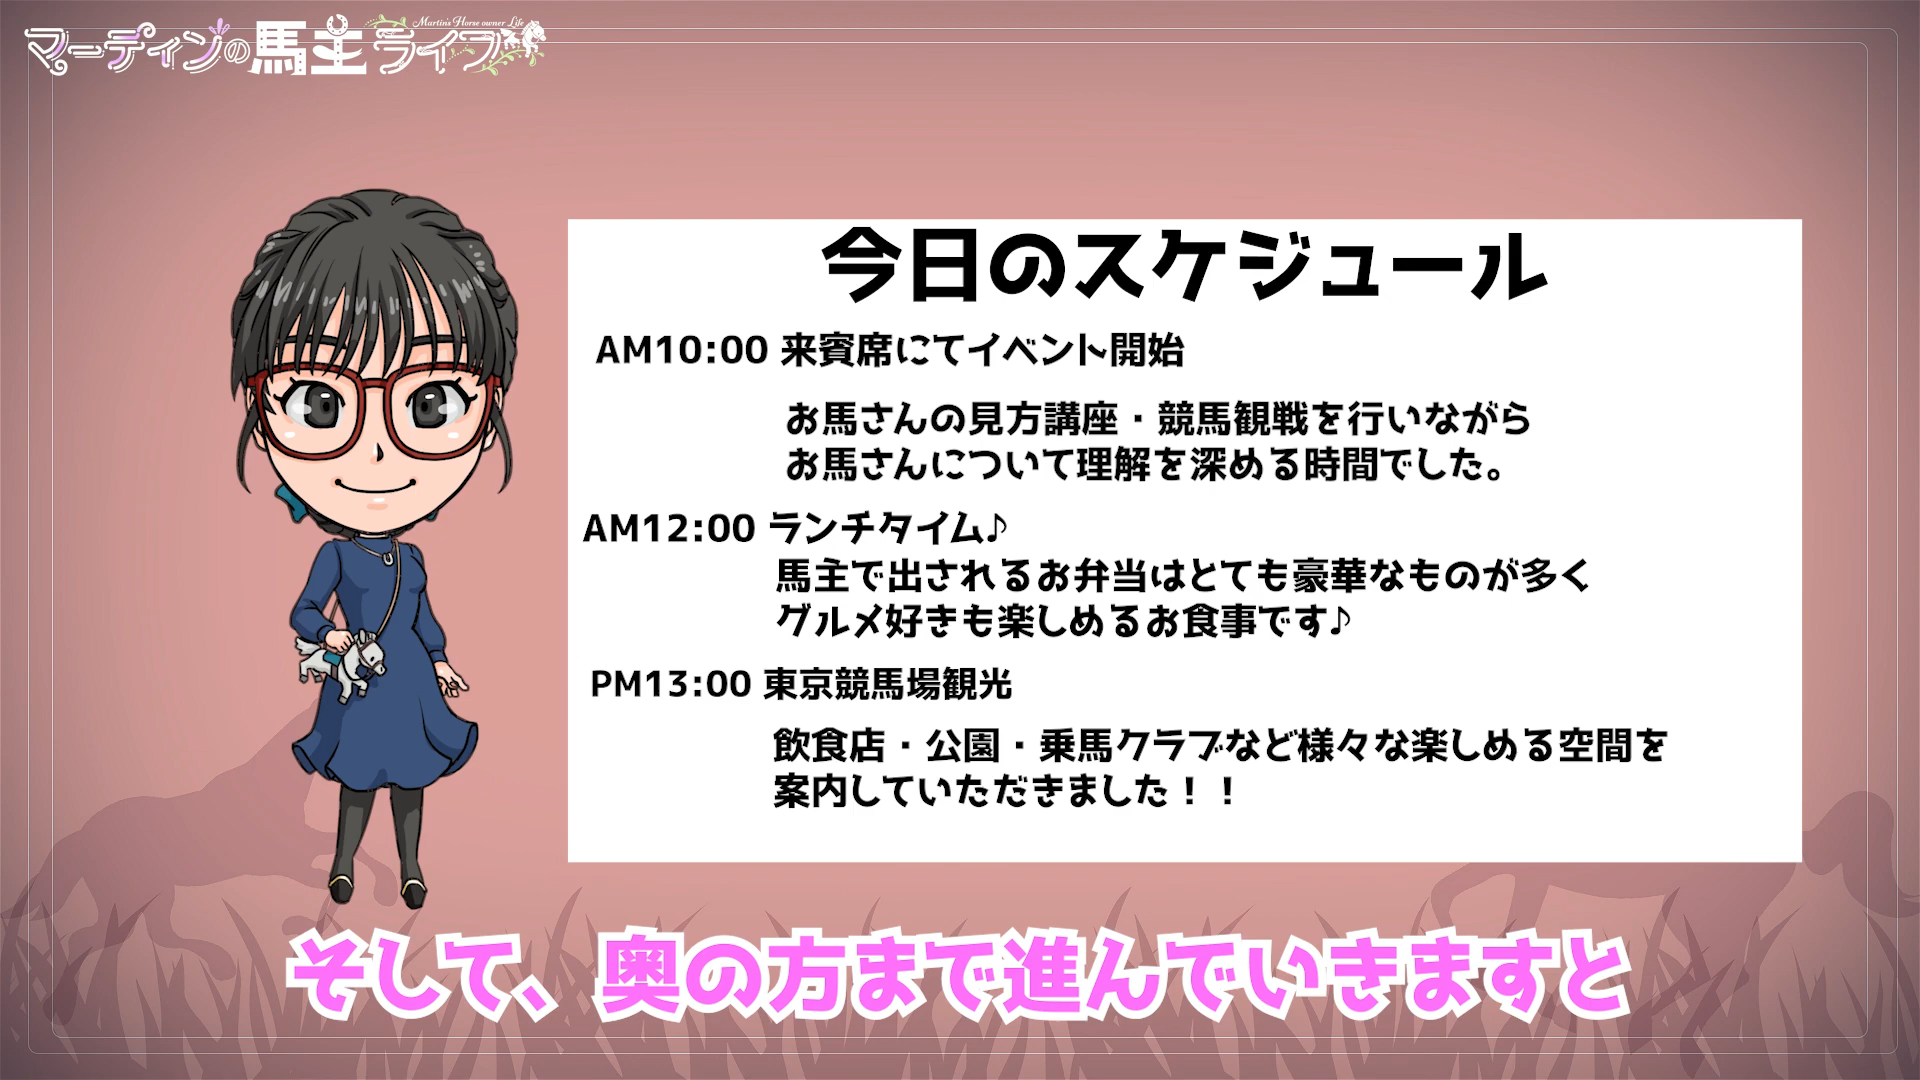 マーディンの馬主ライフ
Martin's Horse owner Life
今日のスケジュール
AM10:00 来賓席にてイベント開始
お馬さんの見方講座・競馬観戦を行いながら
お馬さんについて理解を深める時間でした。
AM12:00 ランチタイム♪
馬主で出されるお弁当はとても豪華なものが多く
グルメ好きも楽しめるお食事です♪
PM13:00 東京競馬場観光
飲食店・公園・乗馬クラブなど様々な楽しめる空間を
案内していただきました！！
そして、奥の方まで進んでいきますと